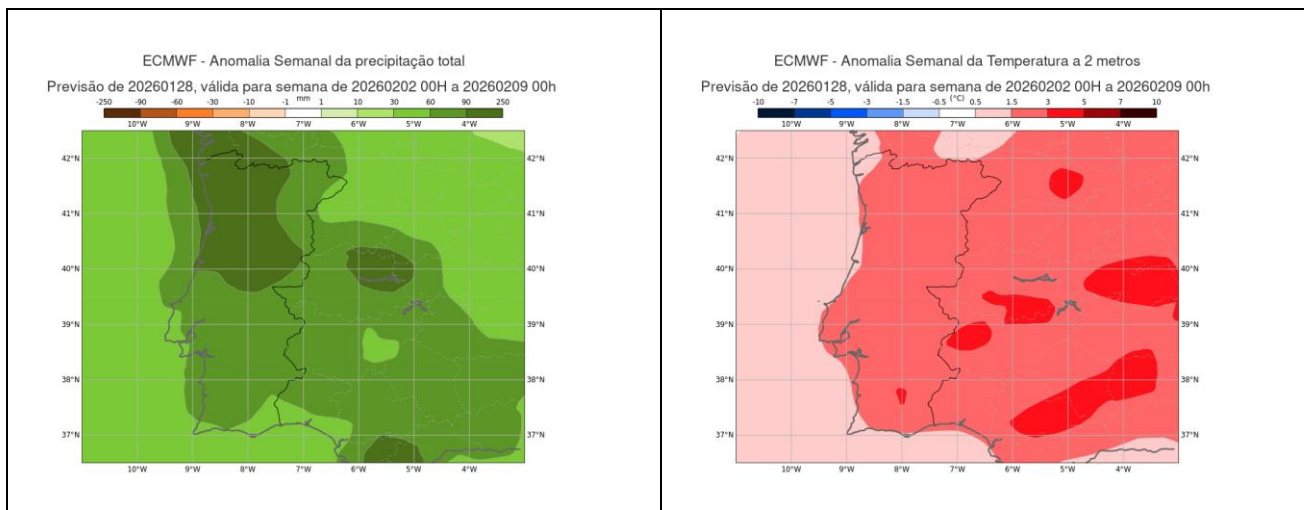 ECMWF - Anomalia Semanal da precipitação total
Previsão de 20260128, válida para semana de 20260202 00H a 20260209 00h
-250 -90 -60 -30 -10 -1 mm 1 10 30 60 90 250
10°W 9°W 8°W 7°W 6°W 5°W 4°W
42°N 42°N
41°N 41°N
40°N 40°N
39°N 39°N
38°N 38°N
37°N 37°N
10°W 9°W 8°W 7°W 6°W 5°W 4°W
ECMWF - Anomalia Semanal da Temperatura a 2 metros
Previsão de 20260128, válida para semana de 20260202 00H a 20260209 00h
-10 -7 -5 -3 -1.5 -0.5 (°C) 0.5 1.5 3 5 7 10
10°W 9°W 8°W 7°W 6°W 5°W 4°W
42°N 42°N
41°N 41°N
40°N 40°N
39°N 39°N
38°N 38°N
37°N 37°N
10°W 9°W 8°W 7°W 6°W 5°W 4°W